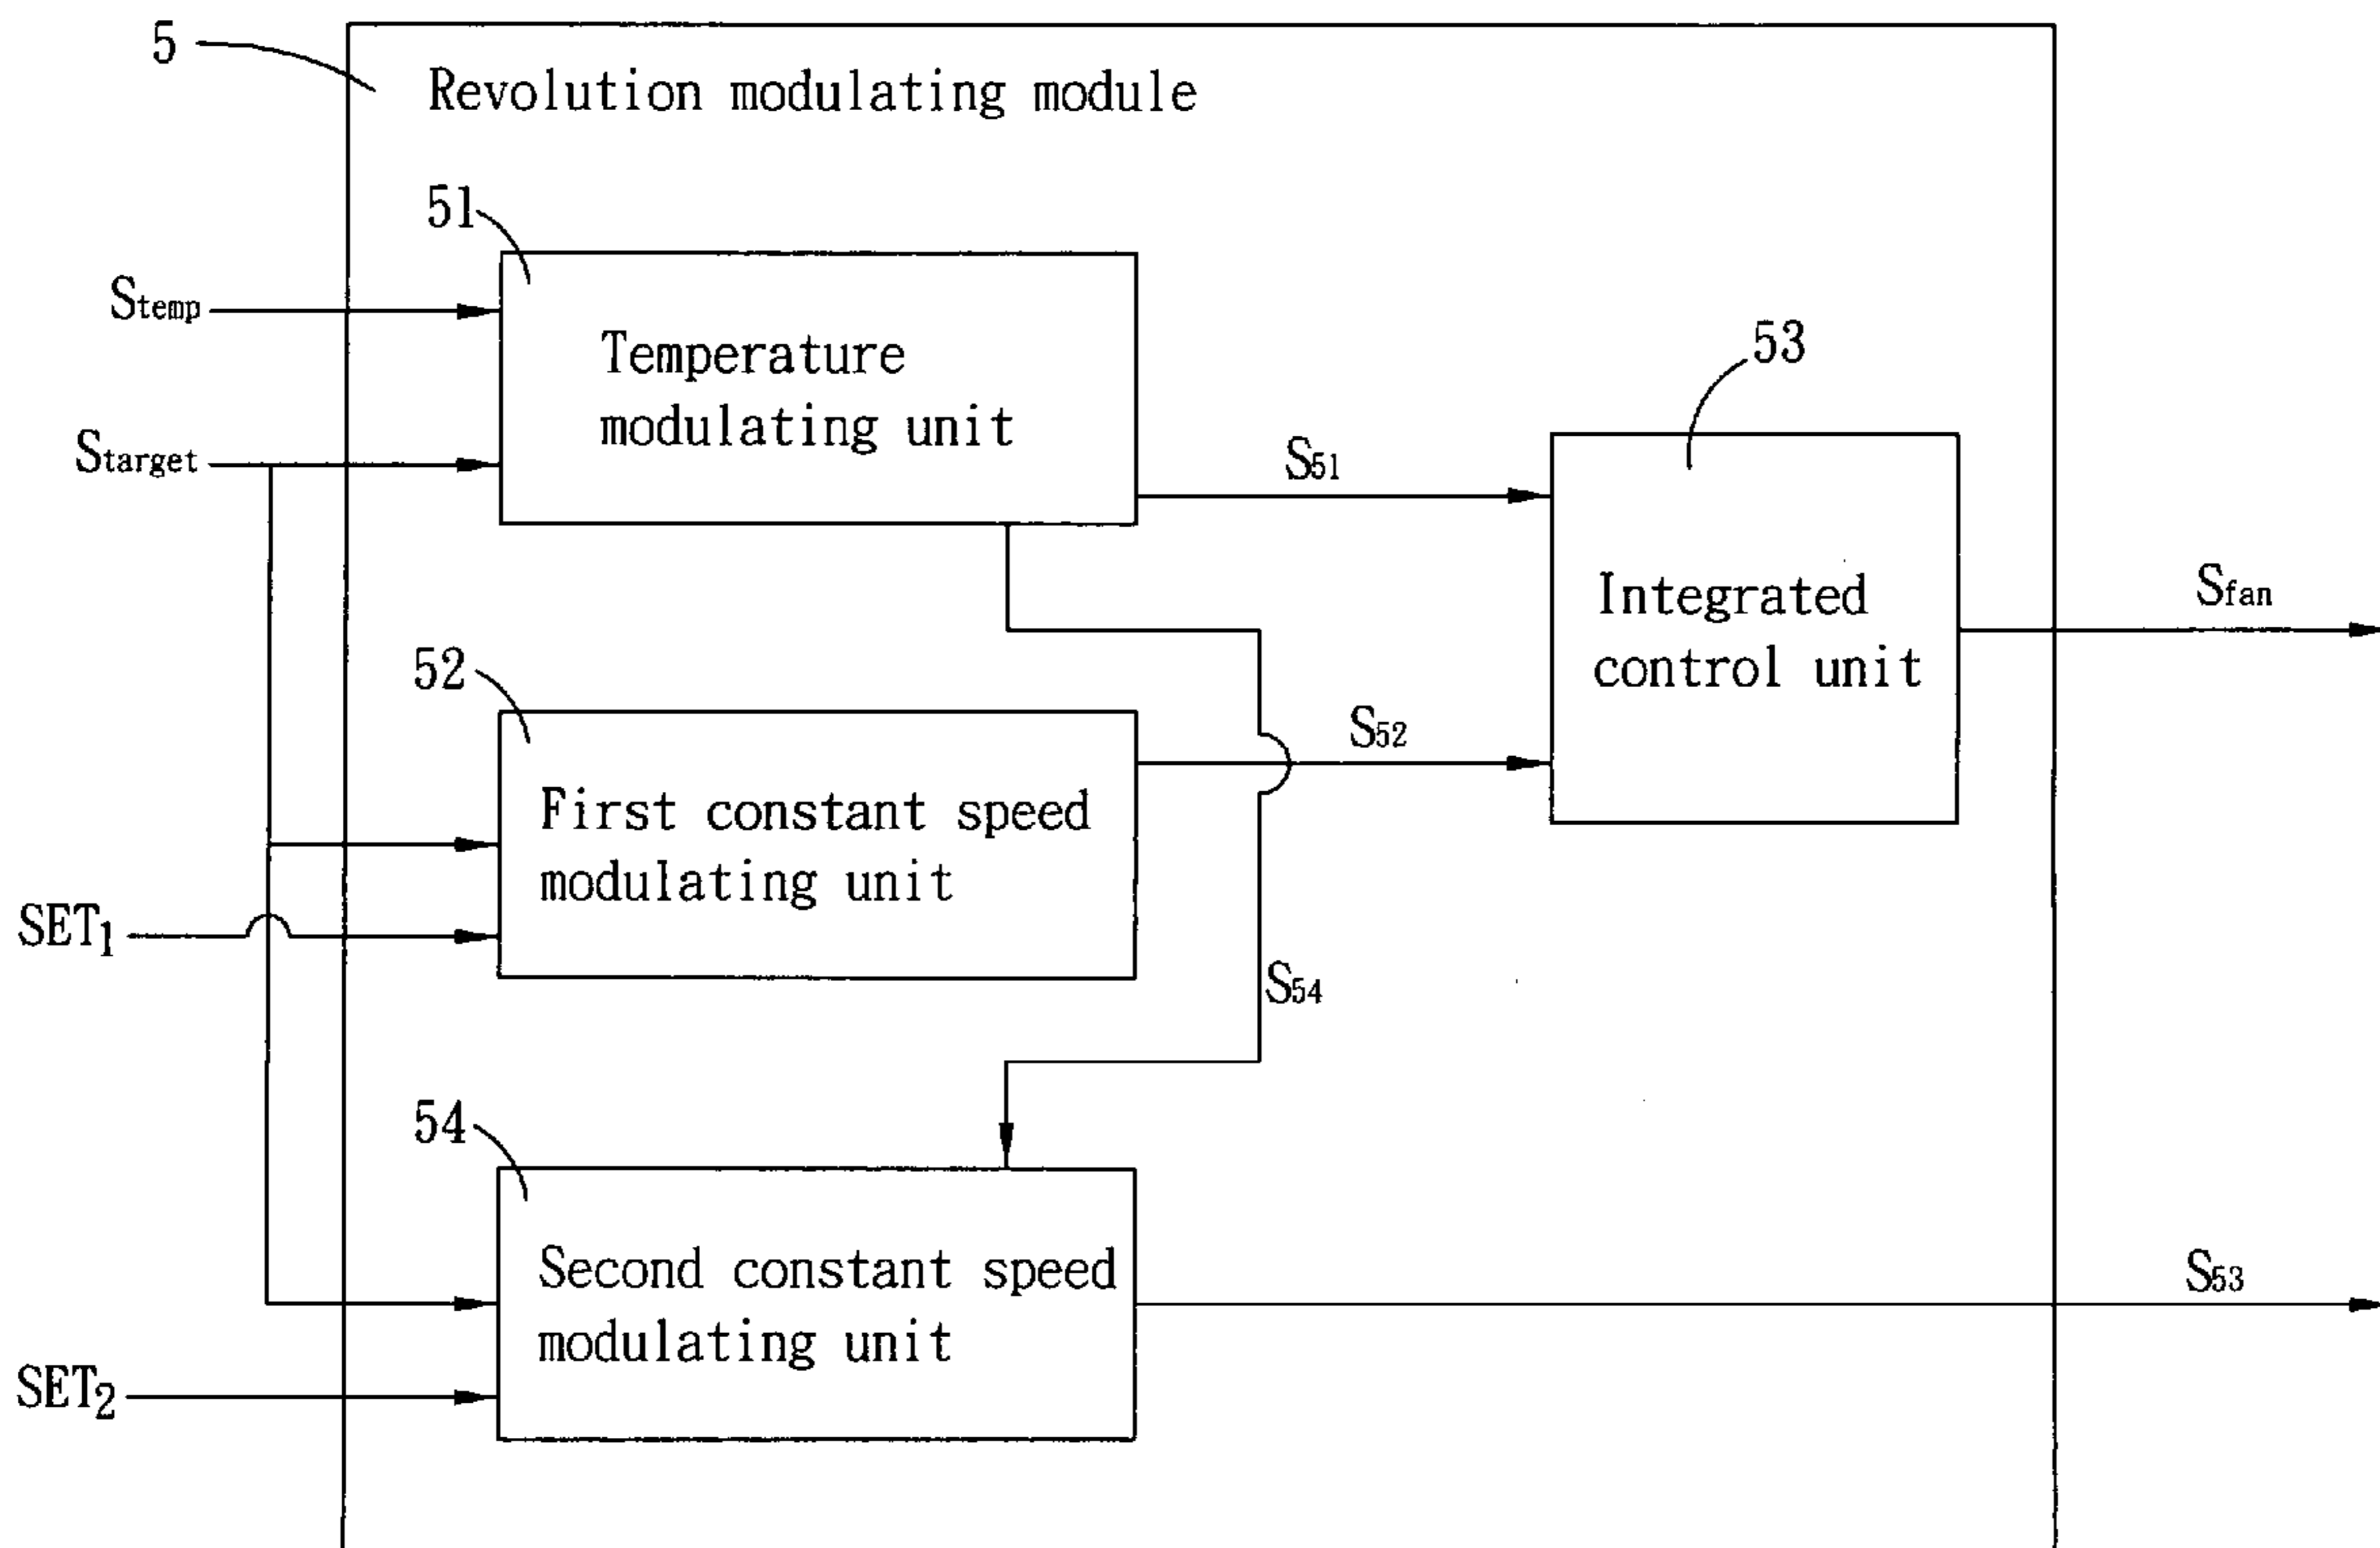 5
Revolution modulating module
51
Stemp
Temperature
modulating unit
Starget
53
S51
Integrated
control unit
Sfan
52
S52
First constant speed
modulating unit
SET1
S54
54
Second constant speed
modulating unit
S53
SET2